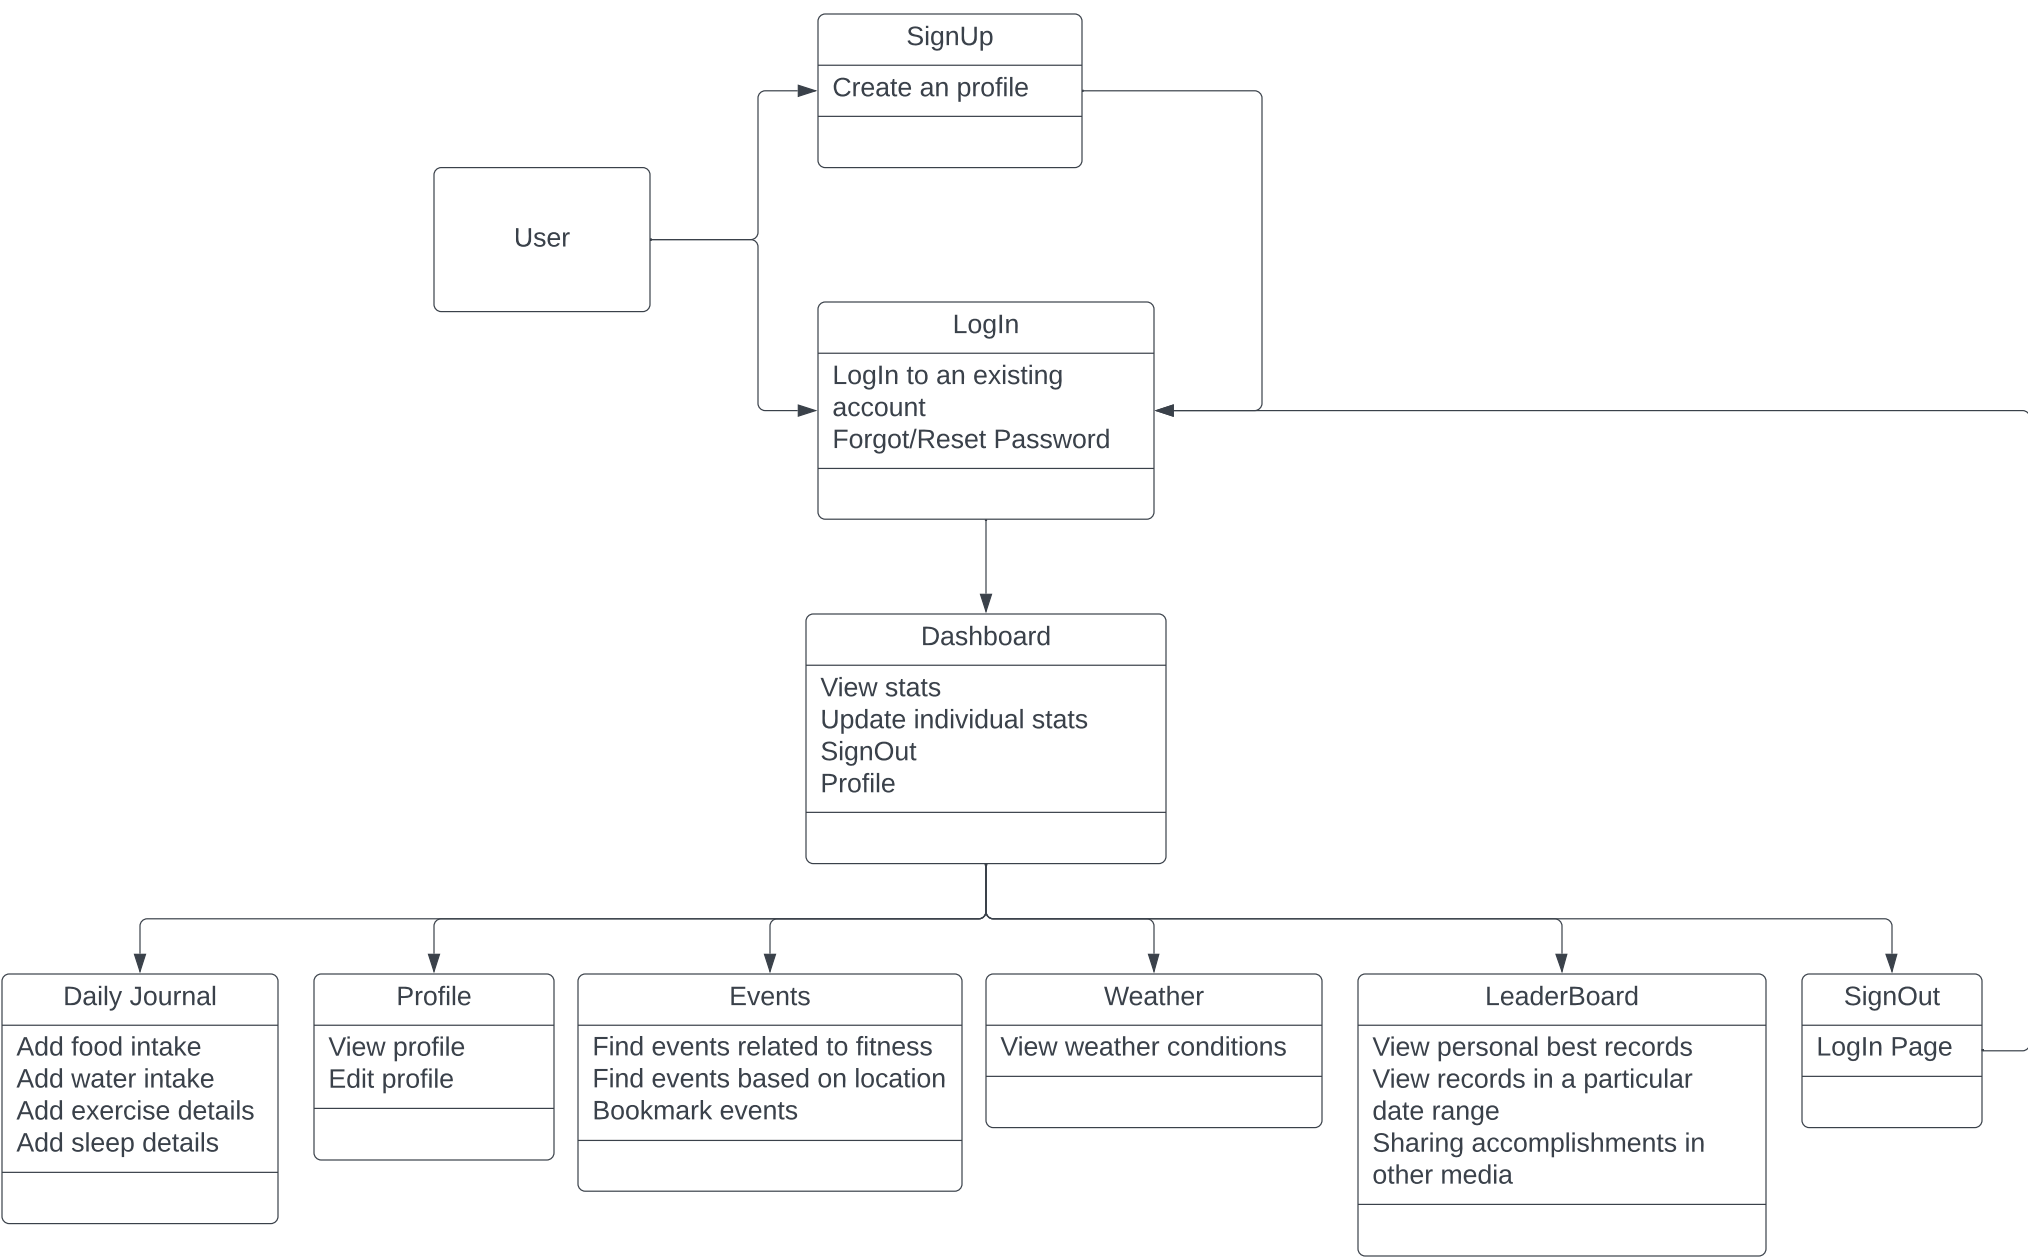 SignUp
Create an profile
User
LogIn
LogIn to an existing
account
Forgot/Reset Password
Dashboard
View stats
Update individual stats
SignOut
Profile
Daily Journal
Add food intake
Add water intake
Add exercise details
Add sleep details
Profile
View profile
Edit profile
Events
Find events related to fitness
Find events based on location
Bookmark events
Weather
View weather conditions
LeaderBoard
View personal best records
View records in a particular
date range
Sharing accomplishments in
other media
SignOut
LogIn Page